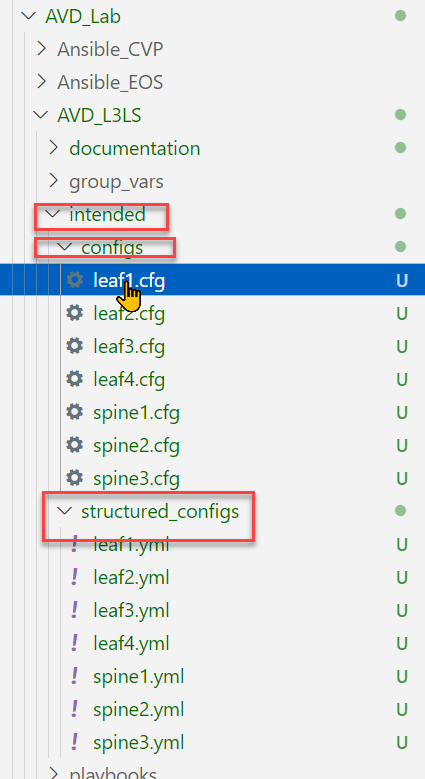 AVD_Lab
Ansible_CVP
Ansible_EOS
AVD_L3LS
documentation
group_vars
intended
configs
leaf1.cfg U
leaf2.cfg U
leaf3.cfg U
leaf4.cfg U
spine1.cfg U
spine2.cfg U
spine3.cfg U
structured_configs
! leaf1.yml U
! leaf2.yml U
! leaf3.yml U
! leaf4.yml U
! spine1.yml U
! spine2.yml U
! spine3.yml U
playbooks